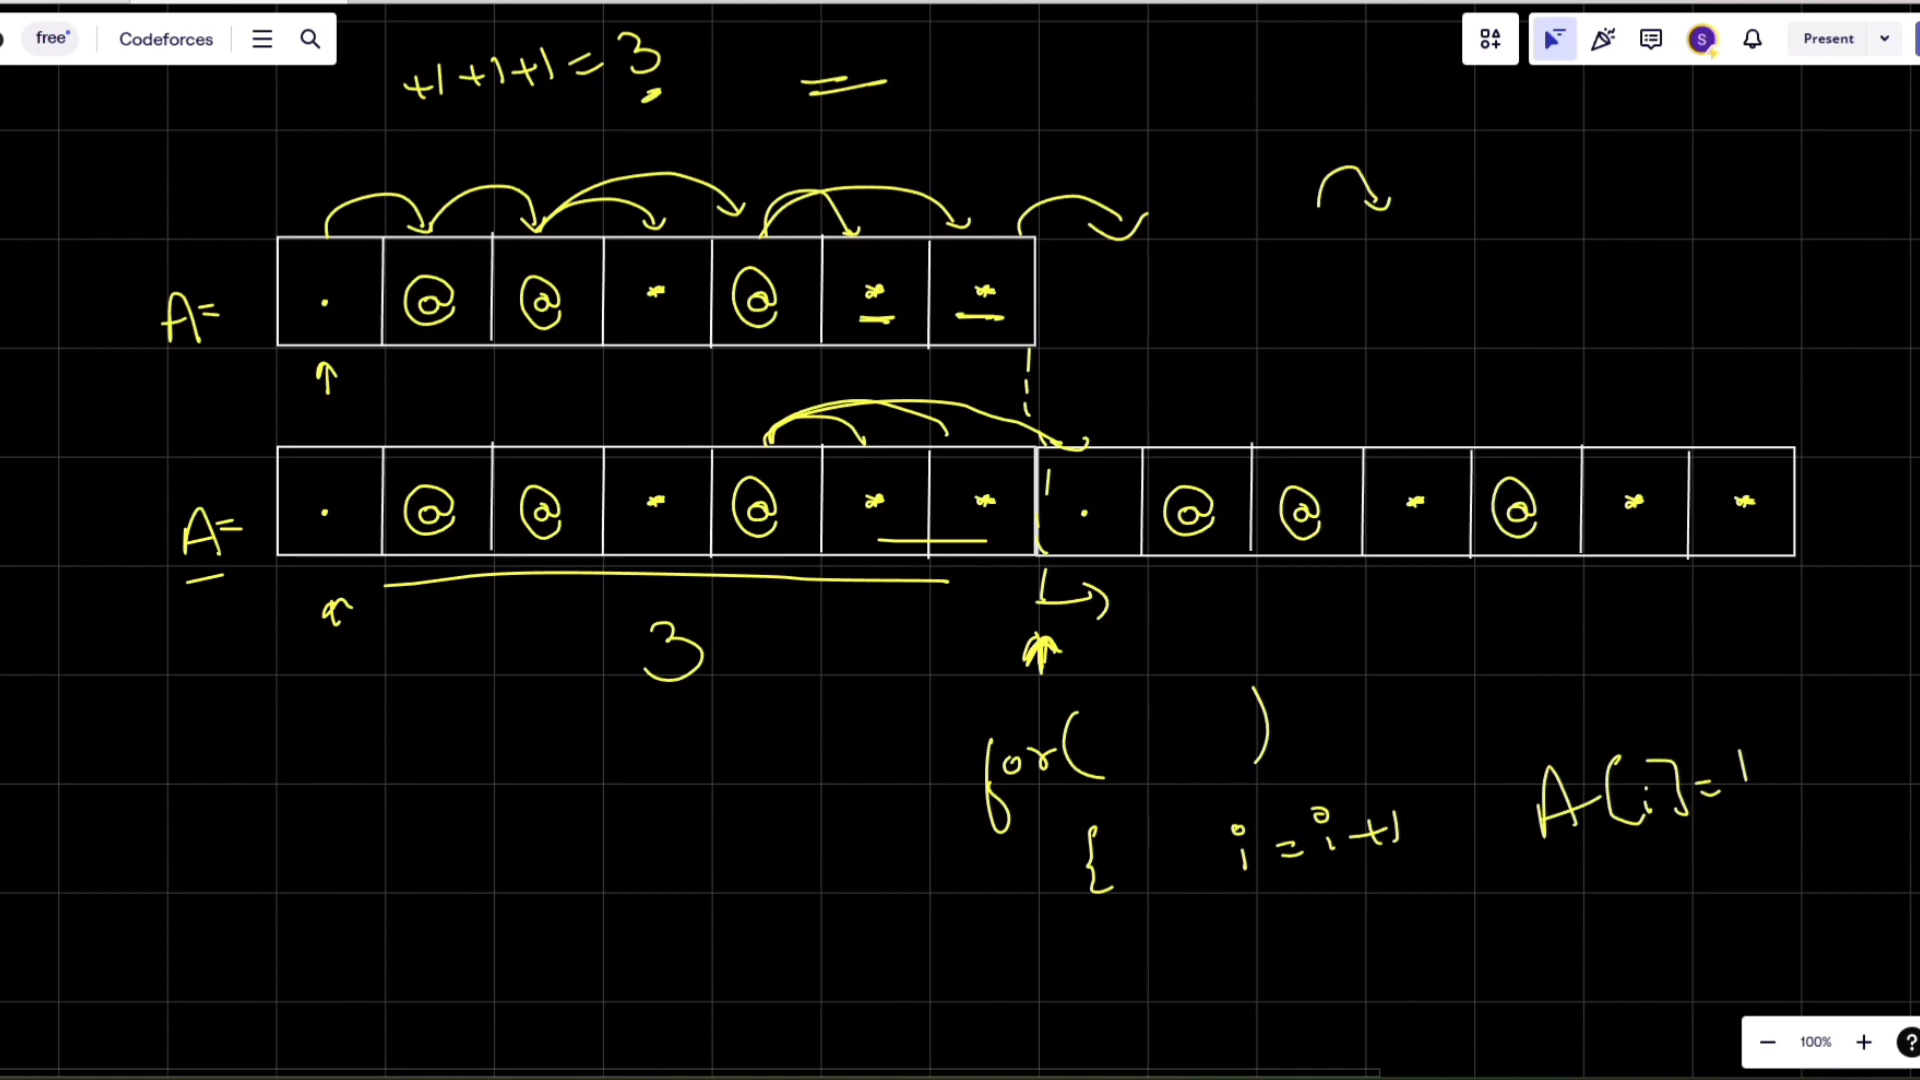 free Codeforces Present
+1 +1 +1 = 3
A= . @ @ * @ * *
A= . @ @ * @ * * . @ @ * @ * *
3
for( )
{ i = i +1 A[i] = 1
100%